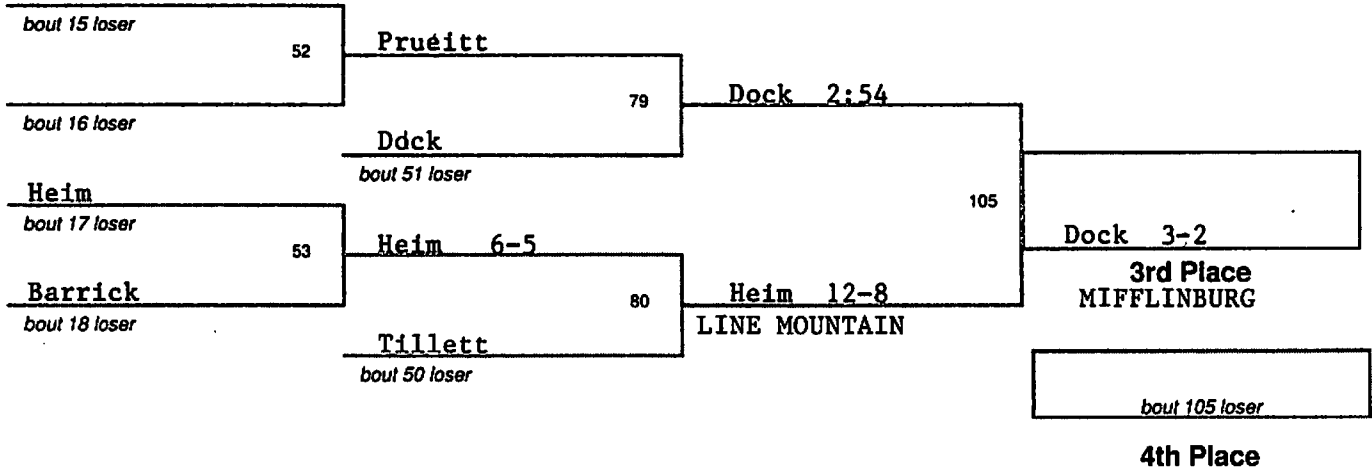 bout 15 loser
52
Prueitt
bout 16 loser
79
Dock 2:54
Dock
bout 51 loser
Heim
bout 17 loser
105
53
Heim 6-5
Dock 3-2
3rd Place
MIFFLINBURG
Barrick
bout 18 loser
80
Heim 12-8
LINE MOUNTAIN
Tillett
bout 50 loser
bout 105 loser
4th Place